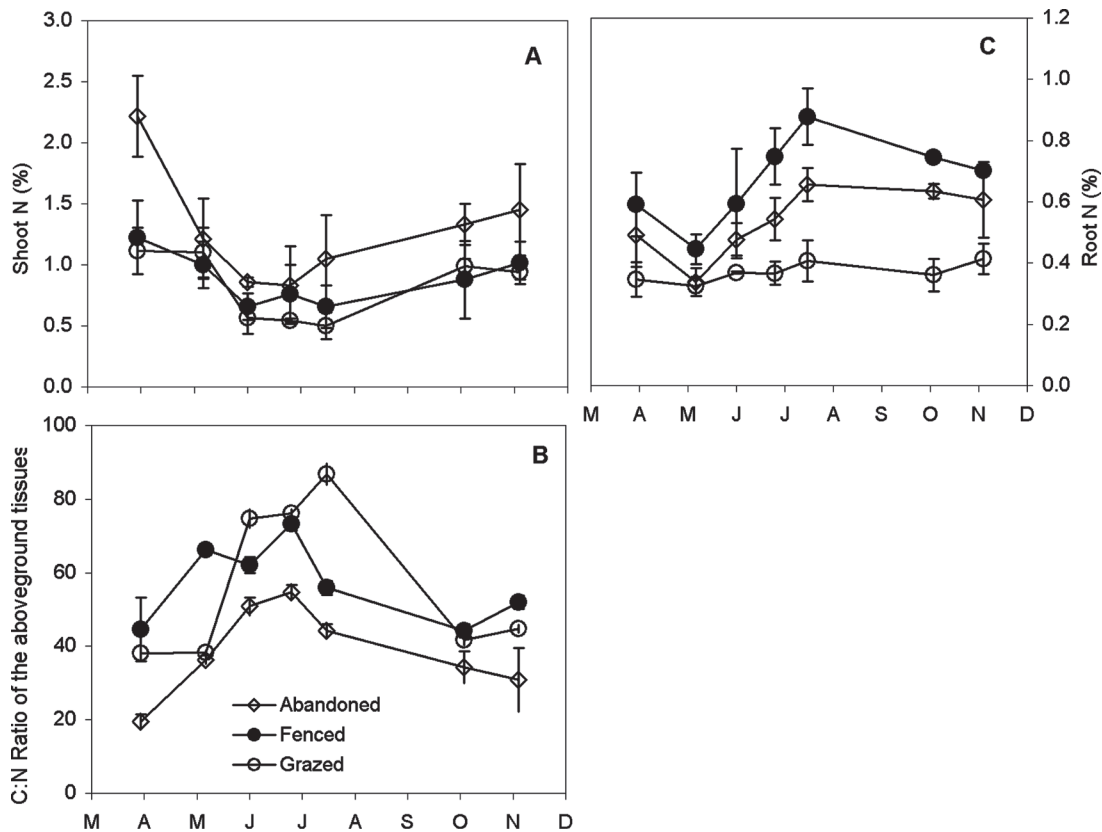 3.0
2.5
2.0
1.5
1.0
0.5
0.0
Shoot N (%)
A
1.2
1.0
0.8
0.6
0.4
0.2
0.0
Root N (%)
C
M A M J J A S O N D
100
80
60
40
20
0
C:N Ratio of the aboveground tissues
B
Abandoned
Fenced
Grazed
M A M J J A S O N D